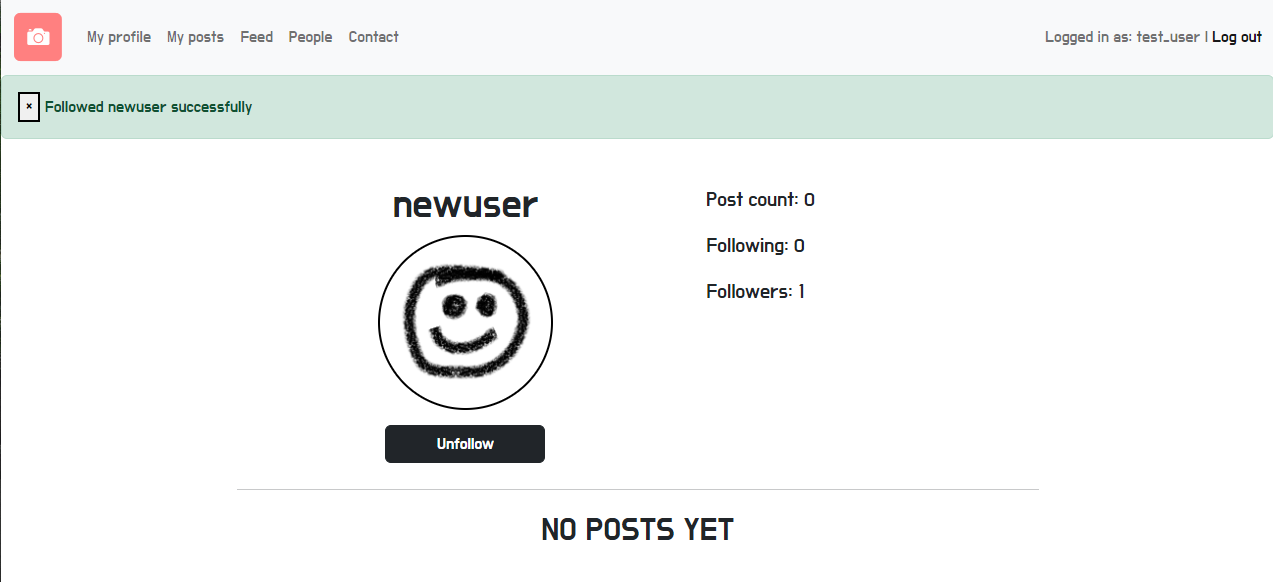 My profile My posts Feed People Contact Logged in as: test_user | Log out
× Followed newuser successfully
newuser
Post count: 0
Following: 0
Followers: 1
Unfollow
NO POSTS YET